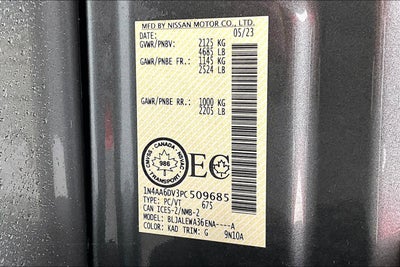 MFD BY NISSAN MOTOR CO., LTD.
DATE: 05/23
GVWR/PNBV: 2125 KG
4685 LB
GAWR/PNBE FR.: 1145 KG
2524 LB
GAWR/PNBE RR.: 1000 KG
2205 LB
CANADA
986
TRANSPORT
EC
1N4AA6DV3PC509685
TYPE: PC/VT 675
CAN ICES-2/NMB-2
MODEL: BLJALEWA36ENA----A
COLOR: KAD TRIM: G 9N10A